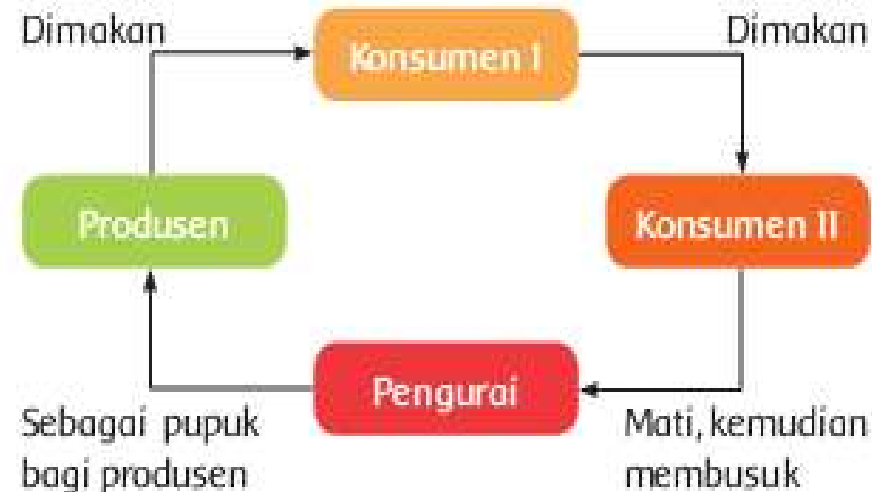 Dimakan
Konsumen I
Dimakan
Produsen
Konsumen II
Pengurai
Sebagai pupuk
bagi produsen
Mati, kemudian
membusuk